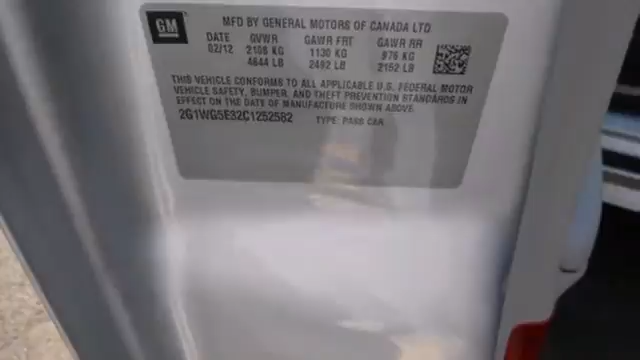 GM
MFD BY GENERAL MOTORS OF CANADA LTD
DATE GVWR GAWR FRT GAWR RR
02/12 2106 KG 1130 KG 976 KG
4644 LB 2492 LB 2152 LB
THIS VEHICLE CONFORMS TO ALL APPLICABLE U.S. FEDERAL MOTOR
VEHICLE SAFETY, BUMPER, AND THEFT PREVENTION STANDARDS IN
EFFECT ON THE DATE OF MANUFACTURE SHOWN ABOVE.
2G1WG5E32C1252582 TYPE: PASS CAR